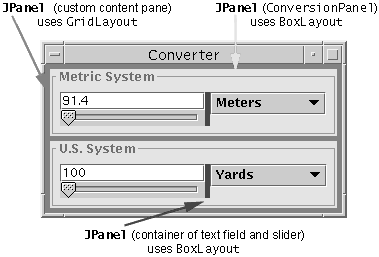 JPanel (custom content pane)
uses GridLayout
JPanel (ConversionPanel)
uses BoxLayout
Converter
Metric System
91.4
Meters
U.S. System
100
Yards
JPanel (container of text field and slider)
uses BoxLayout